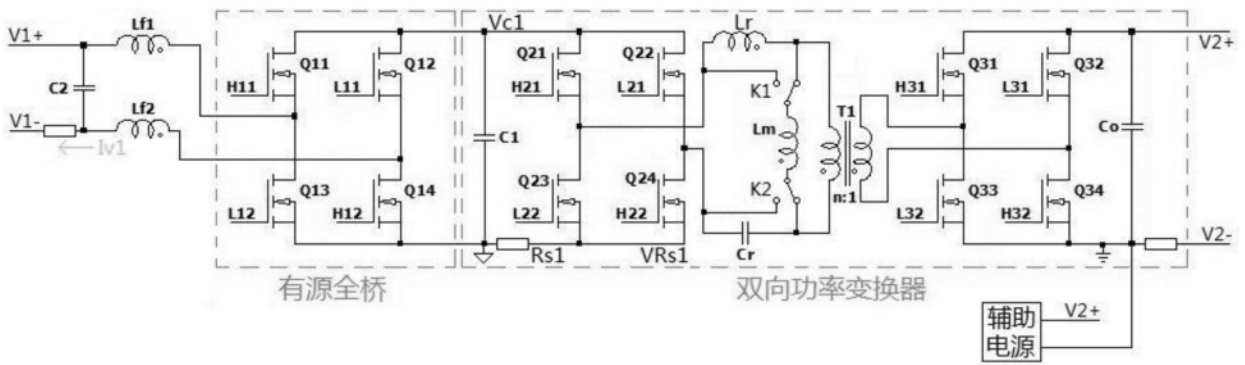 Lf1
V1+
C2
Lf2
V1-
Iv1
Q11
Q12
H11
L11
Q13
Q14
L12
H12
有源全桥
Vc1
C1
Rs1
Q21
Q22
H21
L21
Q23
Q24
L22
H22
VRs1
Lr
K1
Lm
K2
Cr
T1
n:1
Q31
Q32
H31
L31
Q33
Q34
L32
H32
Co
V2+
V2-
双向功率变换器
辅助
电源
V2+